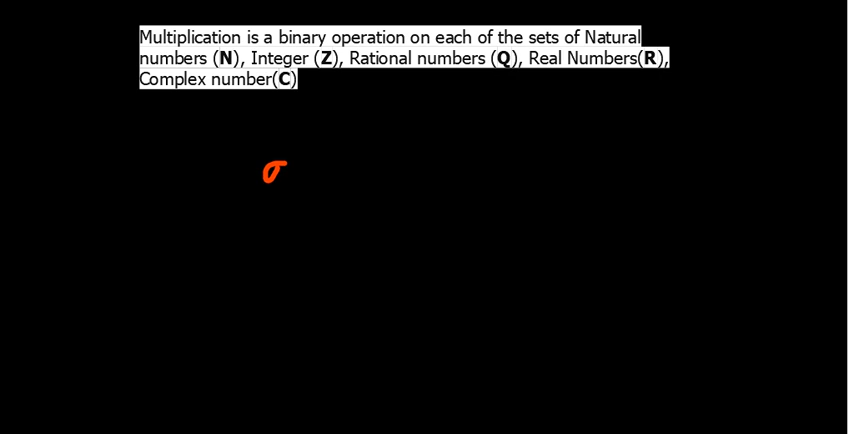 Multiplication is a binary operation on each of the sets of Natural
numbers (N), Integer (Z), Rational numbers (Q), Real Numbers(R),
Complex number(C)
σ